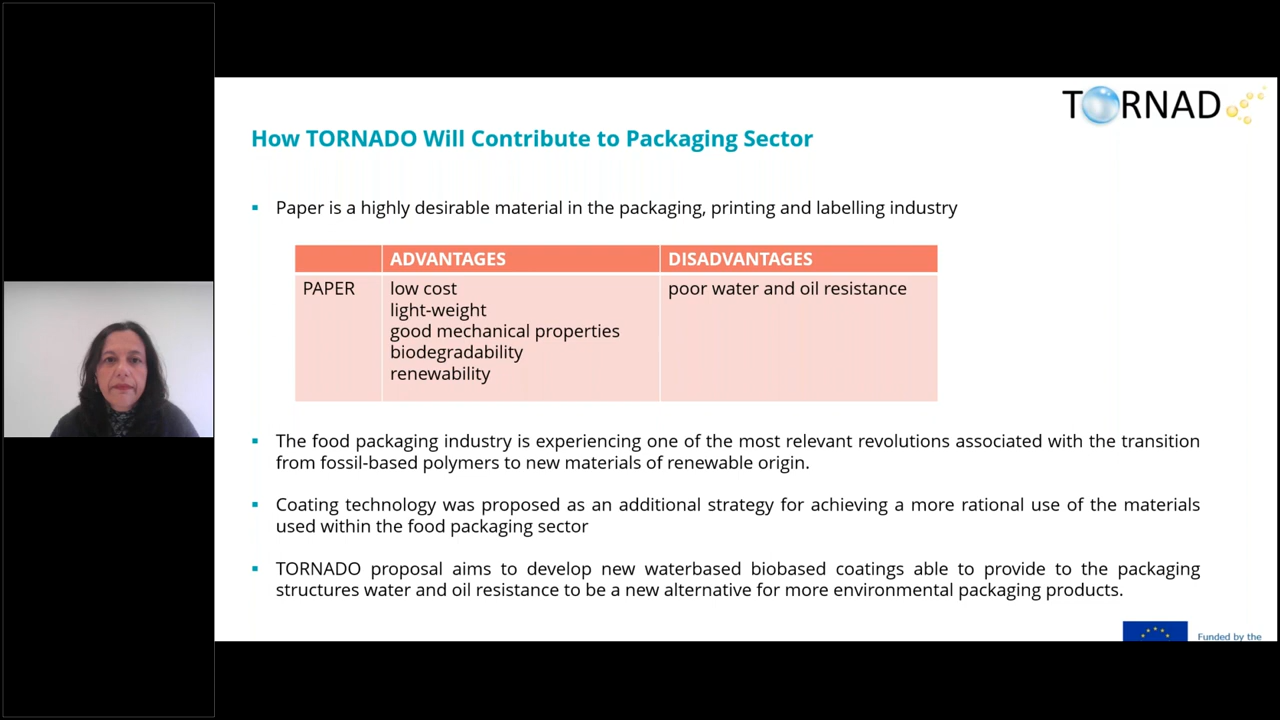 TORNAD
How TORNADO Will Contribute to Packaging Sector
▪ Paper is a highly desirable material in the packaging, printing and labelling industry
ADVANTAGES DISADVANTAGES
PAPER low cost poor water and oil resistance
light-weight
good mechanical properties
biodegradability
renewability
▪ The food packaging industry is experiencing one of the most relevant revolutions associated with the transition
from fossil-based polymers to new materials of renewable origin.
▪ Coating technology was proposed as an additional strategy for achieving a more rational use of the materials
used within the food packaging sector
▪ TORNADO proposal aims to develop new waterbased biobased coatings able to provide to the packaging
structures water and oil resistance to be a new alternative for more environmental packaging products.
Funded by the